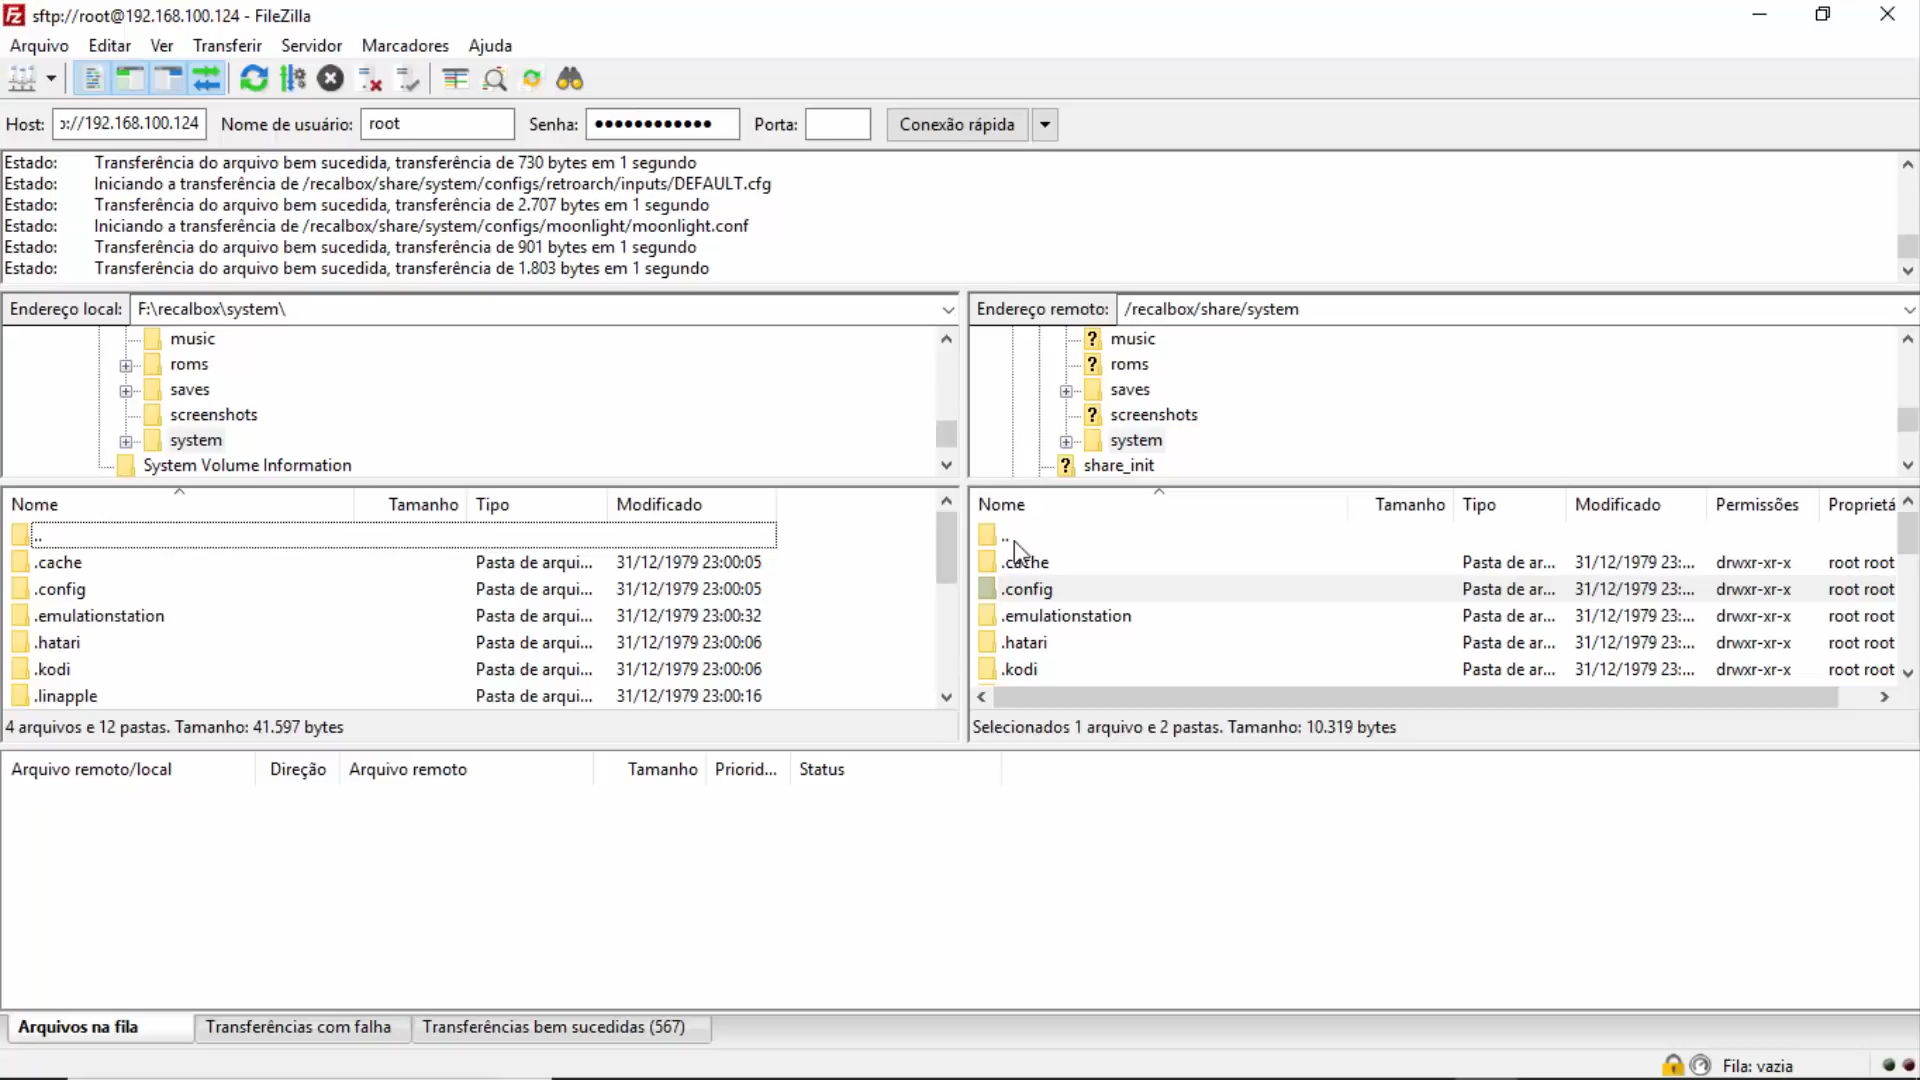 sftp://root@192.168.100.124 - FileZilla
Arquivo Editar Ver Transferir Servidor Marcadores Ajuda
Host: ɔ://192.168.100.124 Nome de usuário: root Senha: ●●●●●●●●●●●● Porta: Conexão rápida
Estado: Transferência do arquivo bem sucedida, transferência de 730 bytes em 1 segundo
Estado: Iniciando a transferência de /recalbox/share/system/configs/retroarch/inputs/DEFAULT.cfg
Estado: Transferência do arquivo bem sucedida, transferência de 2.707 bytes em 1 segundo
Estado: Iniciando a transferência de /recalbox/share/system/configs/moonlight/moonlight.conf
Estado: Transferência do arquivo bem sucedida, transferência de 901 bytes em 1 segundo
Estado: Transferência do arquivo bem sucedida, transferência de 1.803 bytes em 1 segundo
Endereço local: F:\recalbox\system\
music
roms
saves
screenshots
system
System Volume Information
Nome Tamanho Tipo Modificado
..
.cache Pasta de arqui... 31/12/1979 23:00:05
.config Pasta de arqui... 31/12/1979 23:00:05
.emulationstation Pasta de arqui... 31/12/1979 23:00:32
.hatari Pasta de arqui... 31/12/1979 23:00:06
.kodi Pasta de arqui... 31/12/1979 23:00:06
.linapple Pasta de arqui... 31/12/1979 23:00:16
4 arquivos e 12 pastas. Tamanho: 41.597 bytes
Endereço remoto: /recalbox/share/system
? music
? roms
saves
? screenshots
system
? share_init
Nome Tamanho Tipo Modificado Permissões Proprietá
..
.cache Pasta de ar... 31/12/1979 23:... drwxr-xr-x root root
.config Pasta de ar... 31/12/1979 23:... drwxr-xr-x root root
.emulationstation Pasta de ar... 31/12/1979 23:... drwxr-xr-x root root
.hatari Pasta de ar... 31/12/1979 23:... drwxr-xr-x root root
.kodi Pasta de ar... 31/12/1979 23:... drwxr-xr-x root root
Selecionados 1 arquivo e 2 pastas. Tamanho: 10.319 bytes
Arquivo remoto/local Direção Arquivo remoto Tamanho Priorid... Status
Arquivos na fila Transferências com falha Transferências bem sucedidas (567)
Fila: vazia